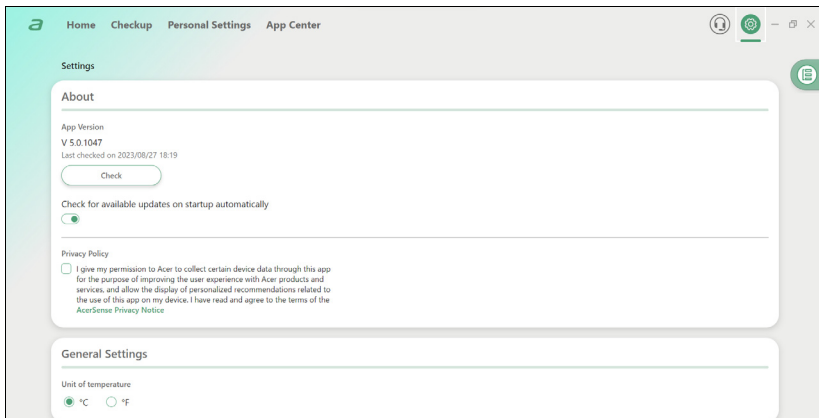 a Home Checkup Personal Settings App Center
Settings
About
App Version
V 5.0.1047
Last checked on 2023/08/27 18:19
Check
Check for available updates on startup automatically
Privacy Policy
I give my permission to Acer to collect certain device data through this app
for the purpose of improving the user experience with Acer products and
services, and allow the display of personalized recommendations related to
the use of this app on my device. I have read and agree to the terms of the
AcerSense Privacy Notice
General Settings
Unit of temperature
°C °F